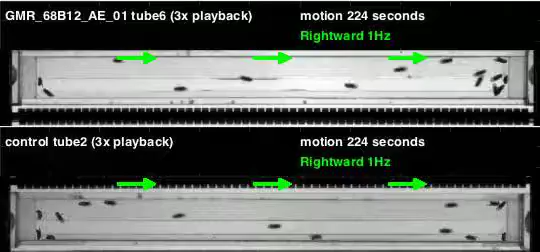 GMR_68B12_AE_01 tube6 (3x playback)
motion 224 seconds
Rightward 1Hz
control tube2 (3x playback)
motion 224 seconds
Rightward 1Hz